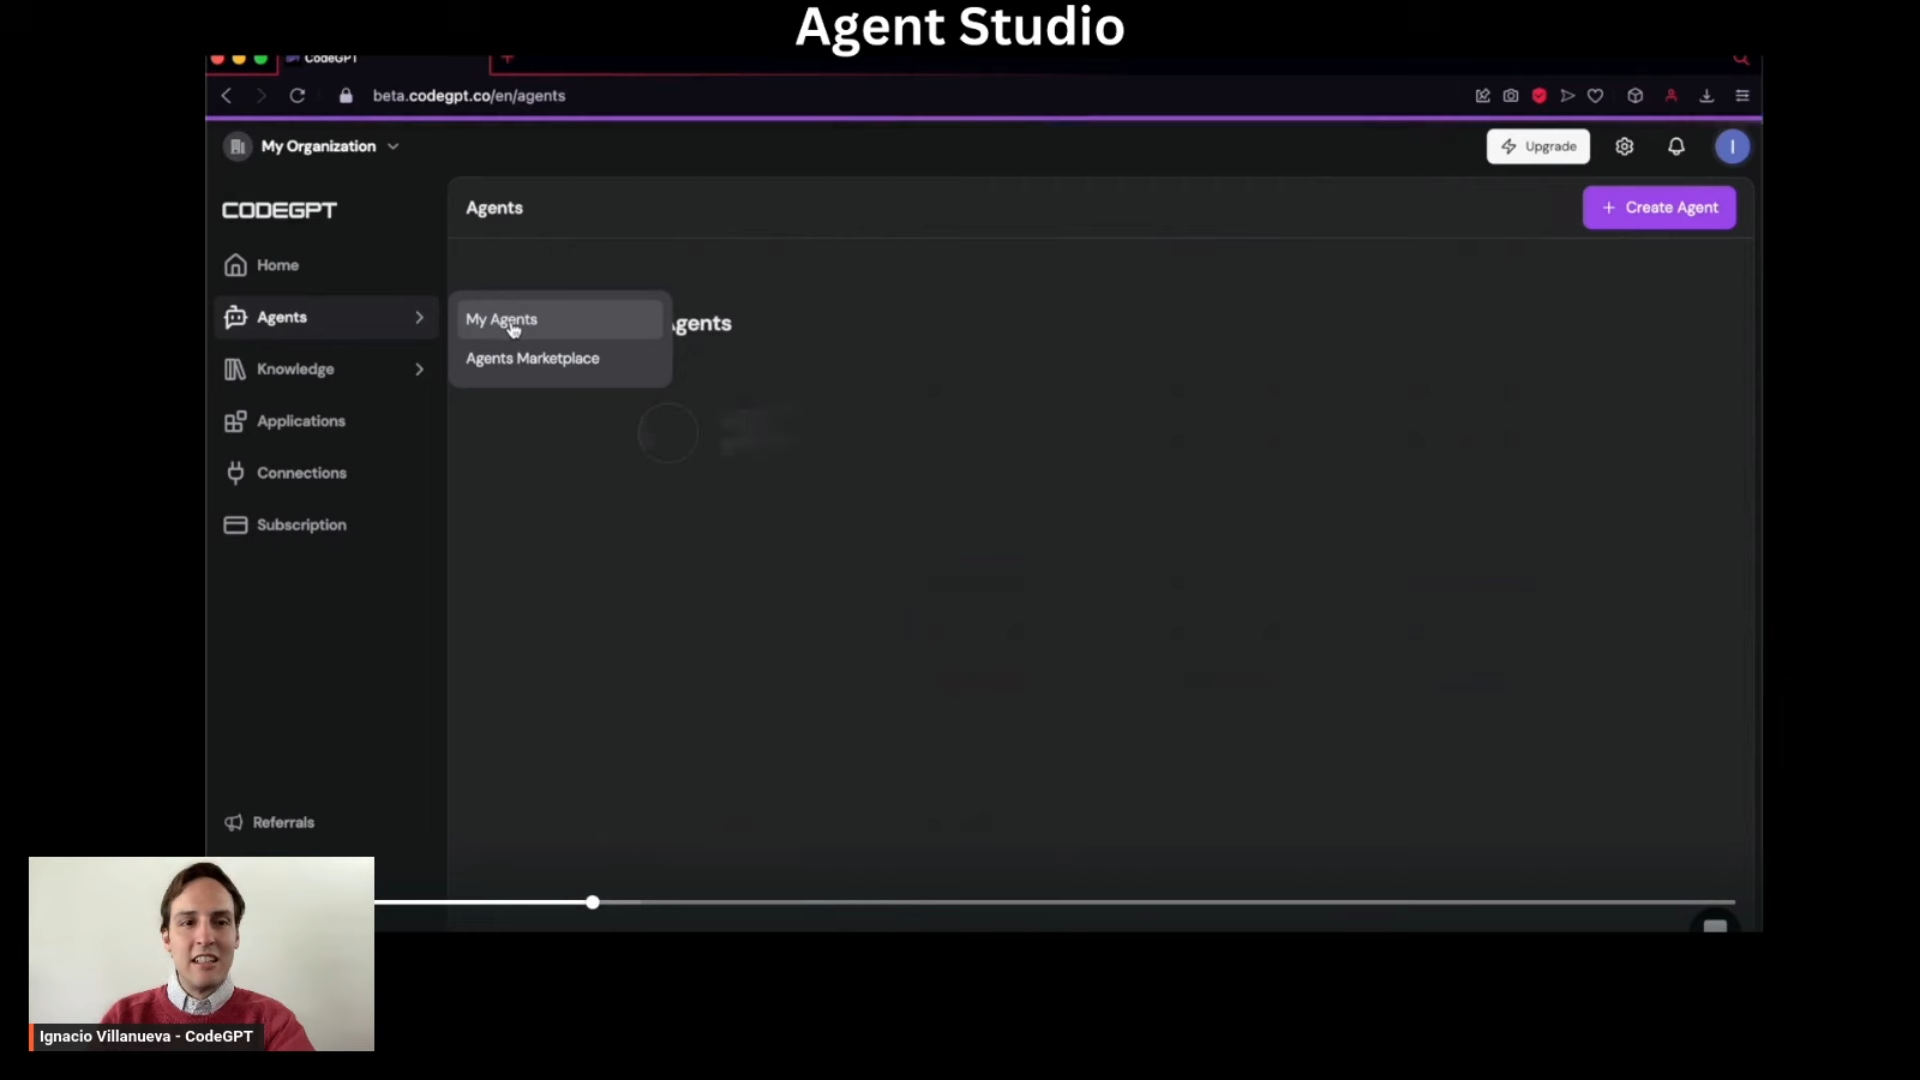 Agent Studio
CodeGPT
beta.codegpt.co/en/agents
My Organization
Upgrade
I
CODEGPT
Agents
+ Create Agent
Home
Agents
My Agents
gents
Agents Marketplace
Knowledge
Applications
Connections
Subscription
Referrals
Ignacio Villanueva - CodeGPT